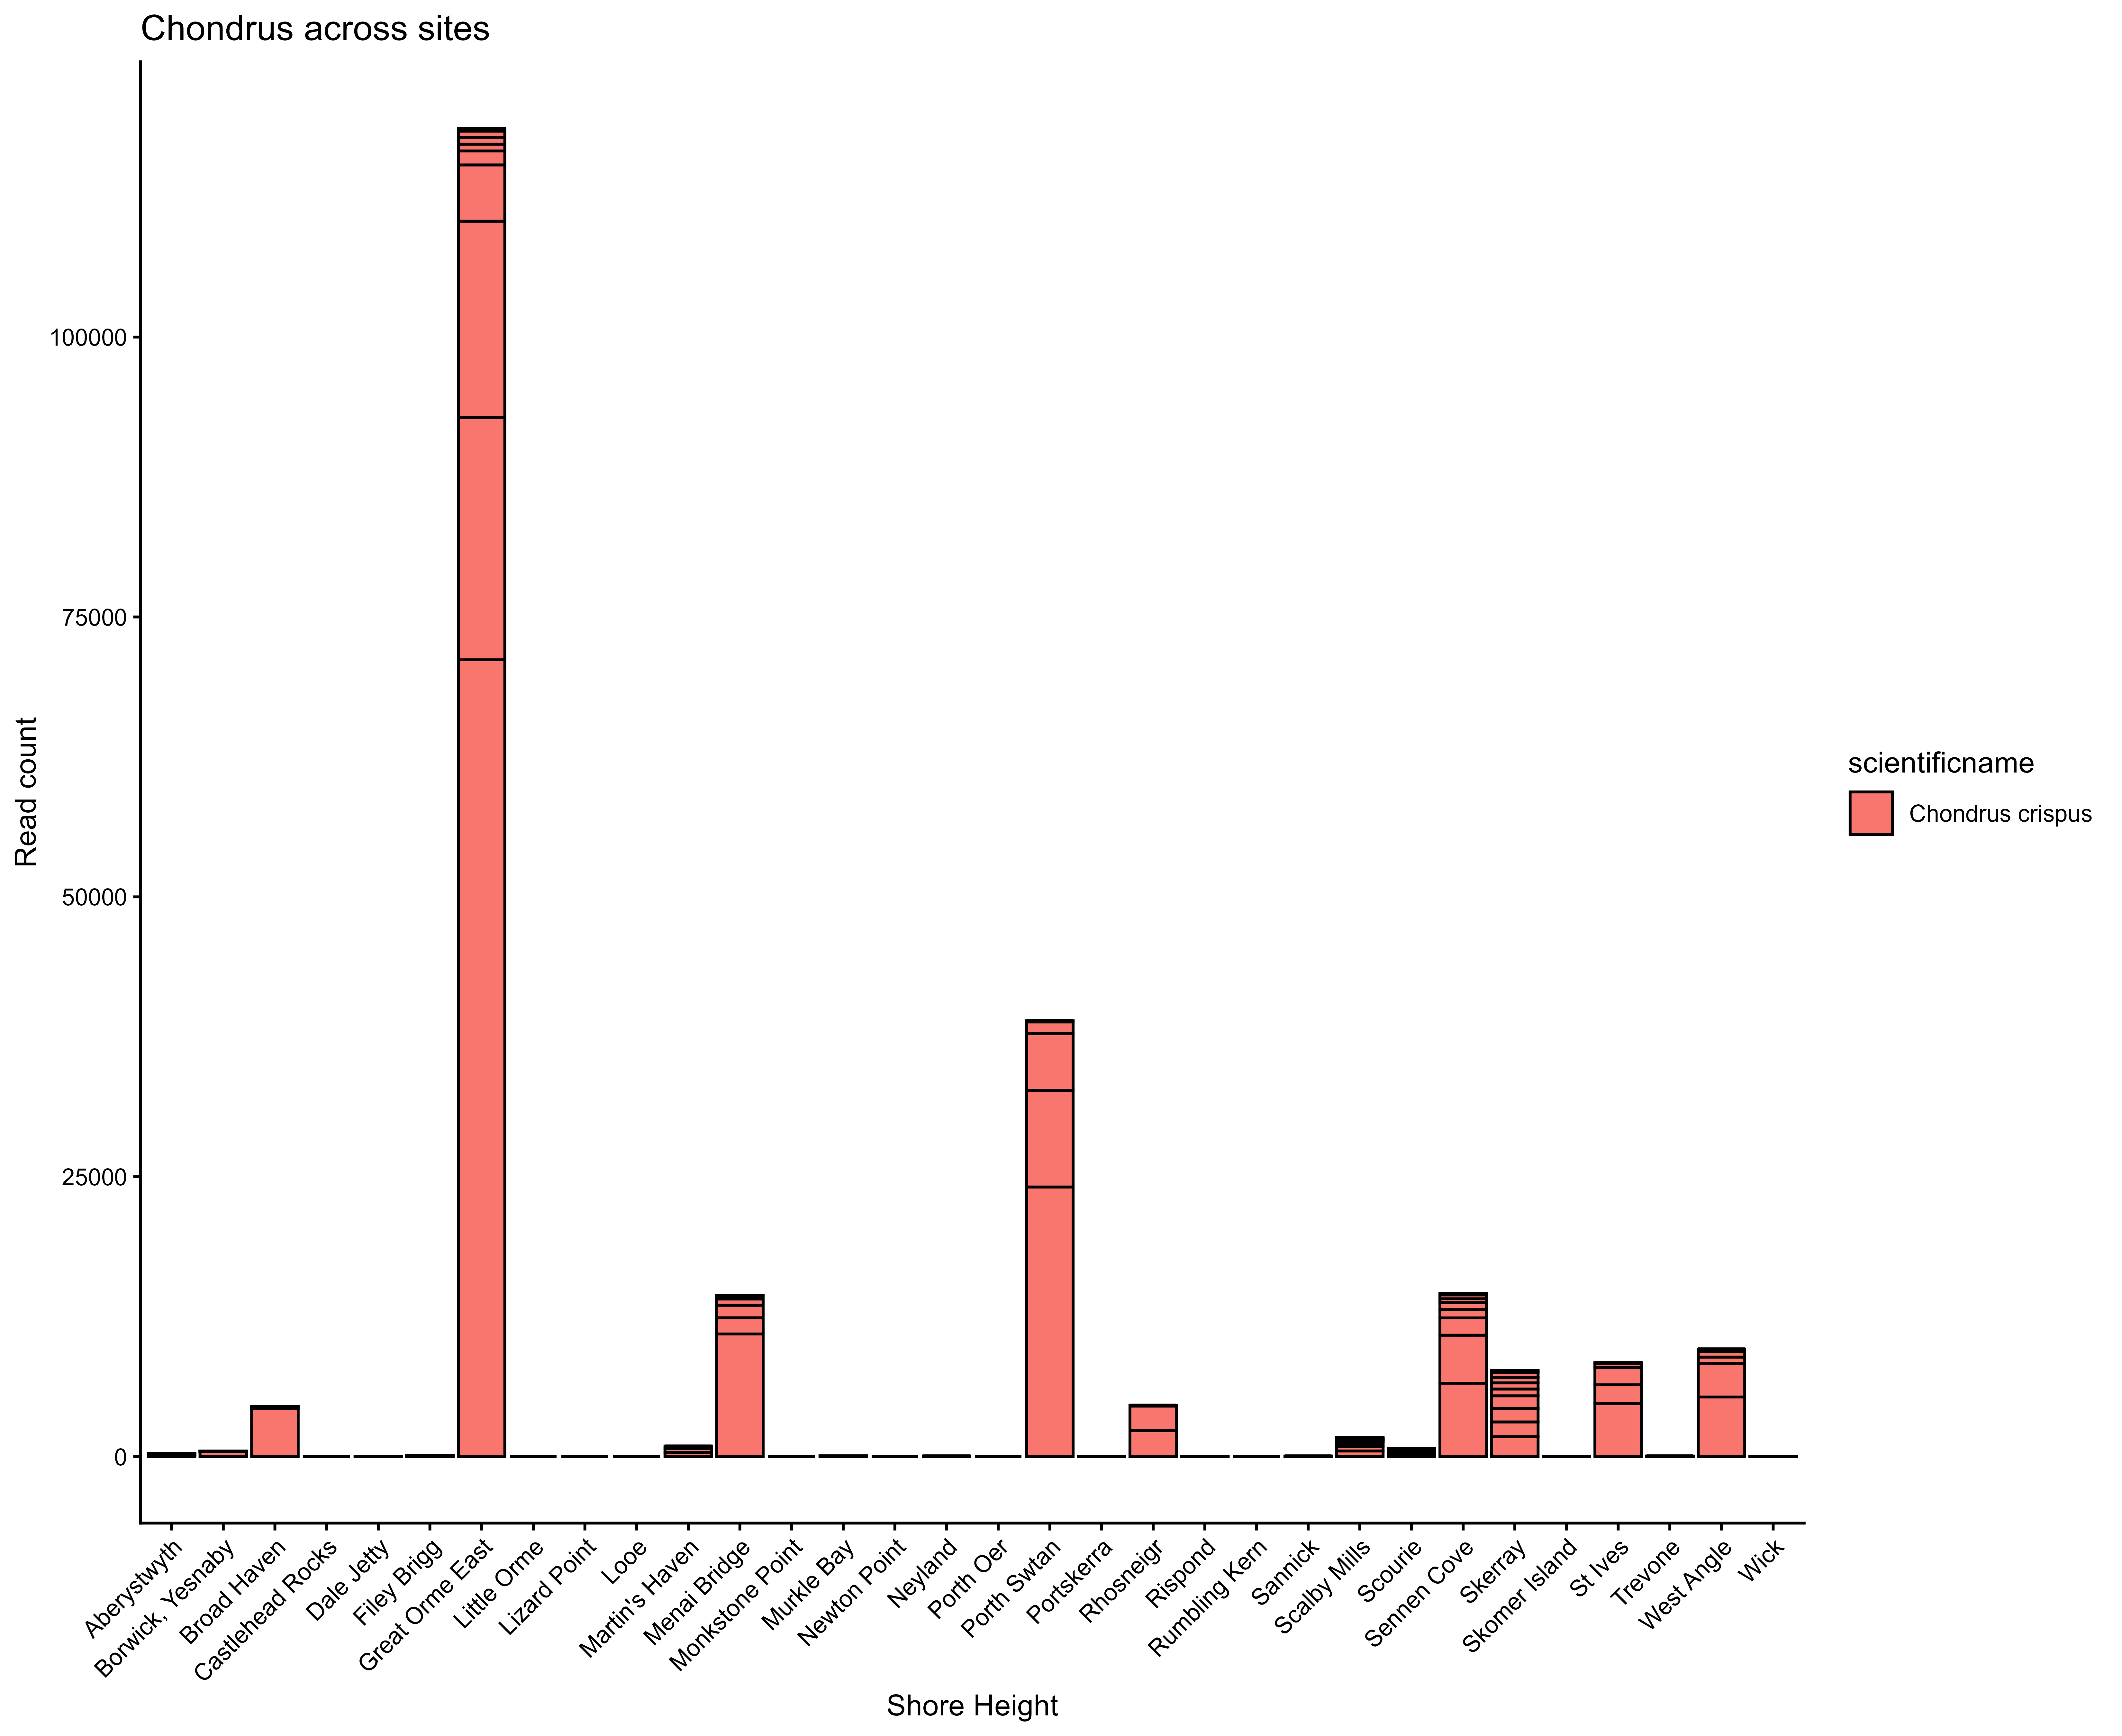 Chondrus across sites
Read count
100000
75000
50000
25000
0
Aberystwyth
Borwick, Yesnaby
Broad Haven
Castlehead Rocks
Dale Jetty
Filey Brigg
Great Orme East
Little Orme
Lizard Point
Looe
Martin's Haven
Menai Bridge
Monkstone Point
Murkle Bay
Newton Point
Neyland
Porth Oer
Porth Swtan
Portskerra
Rhosneigr
Rispond
Rumbling Kern
Sannick
Scalby Mills
Scourie
Sennen Cove
Skerray
Skomer Island
St Ives
Trevone
West Angle
Wick
Shore Height
scientificname
Chondrus crispus